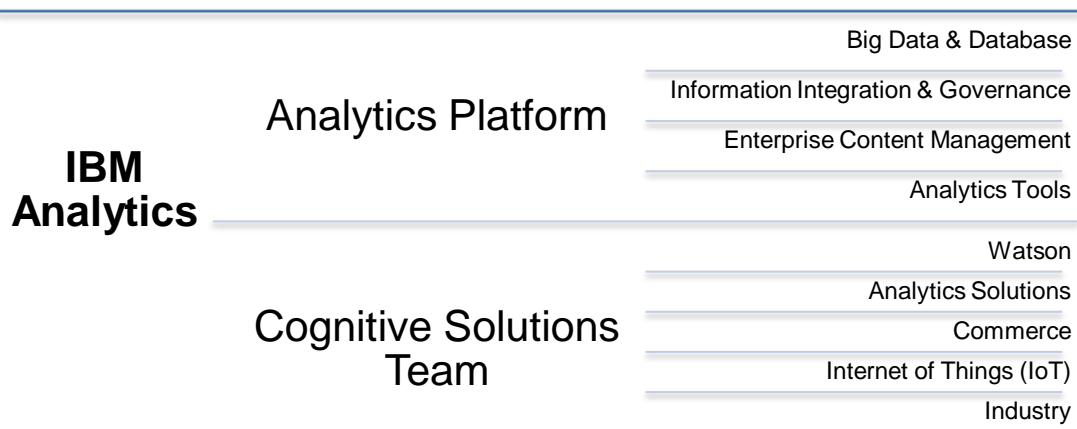 IBM
Analytics
Analytics Platform
Big Data & Database
Information Integration & Governance
Enterprise Content Management
Analytics Tools
Cognitive Solutions
Team
Watson
Analytics Solutions
Commerce
Internet of Things (IoT)
Industry